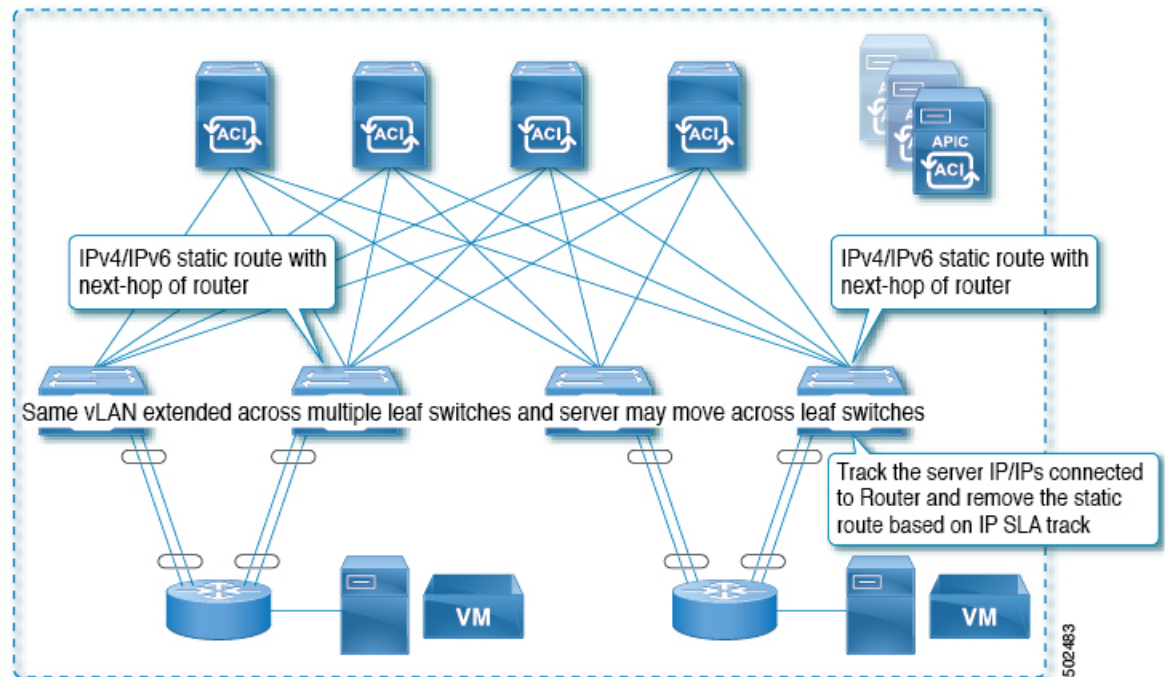 ACI
ACI
ACI
ACI
APIC
ACI
IPv4/IPv6 static route with
next-hop of router
IPv4/IPv6 static route with
next-hop of router
Same vLAN extended across multiple leaf switches and server may move across leaf switches
Track the server IP/IPs connected
to Router and remove the static
route based on IP SLA track
VM
VM
502483